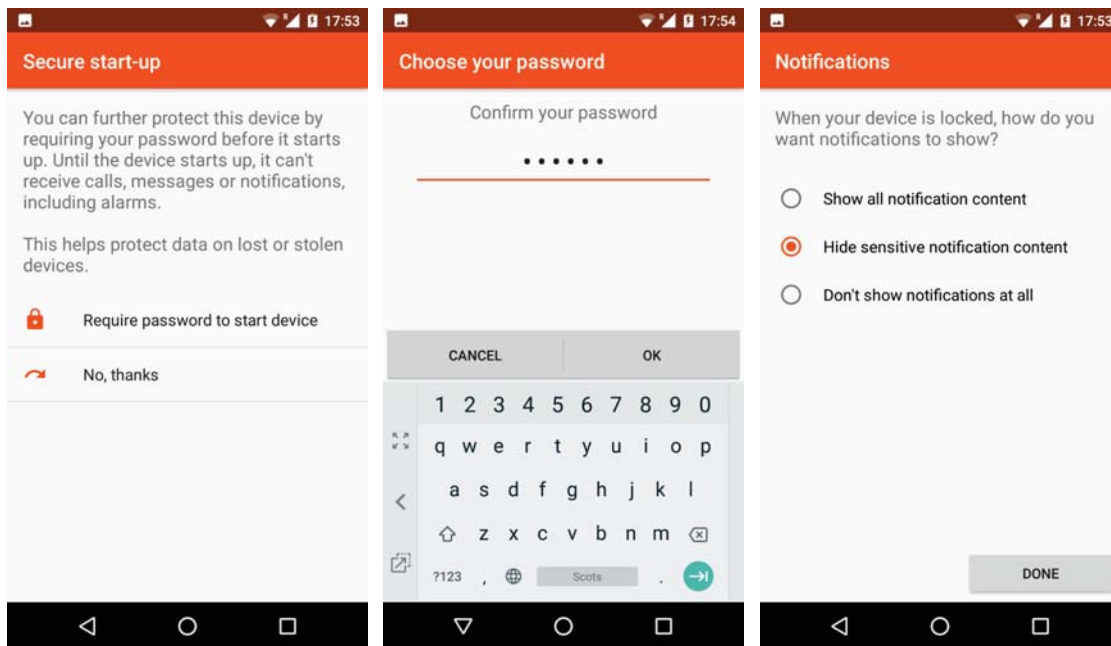 17:53
Secure start-up
You can further protect this device by
requiring your password before it starts
up. Until the device starts up, it can't
receive calls, messages or notifications,
including alarms.
This helps protect data on lost or stolen
devices.
Require password to start device
No, thanks
17:54
Choose your password
Confirm your password
••••••
CANCEL OK
1 2 3 4 5 6 7 8 9 0
q w e r t y u i o p
a s d f g h j k l
z x c v b n m
?123 , Scots .
17:53
Notifications
When your device is locked, how do you
want notifications to show?
Show all notification content
Hide sensitive notification content
Don't show notifications at all
DONE